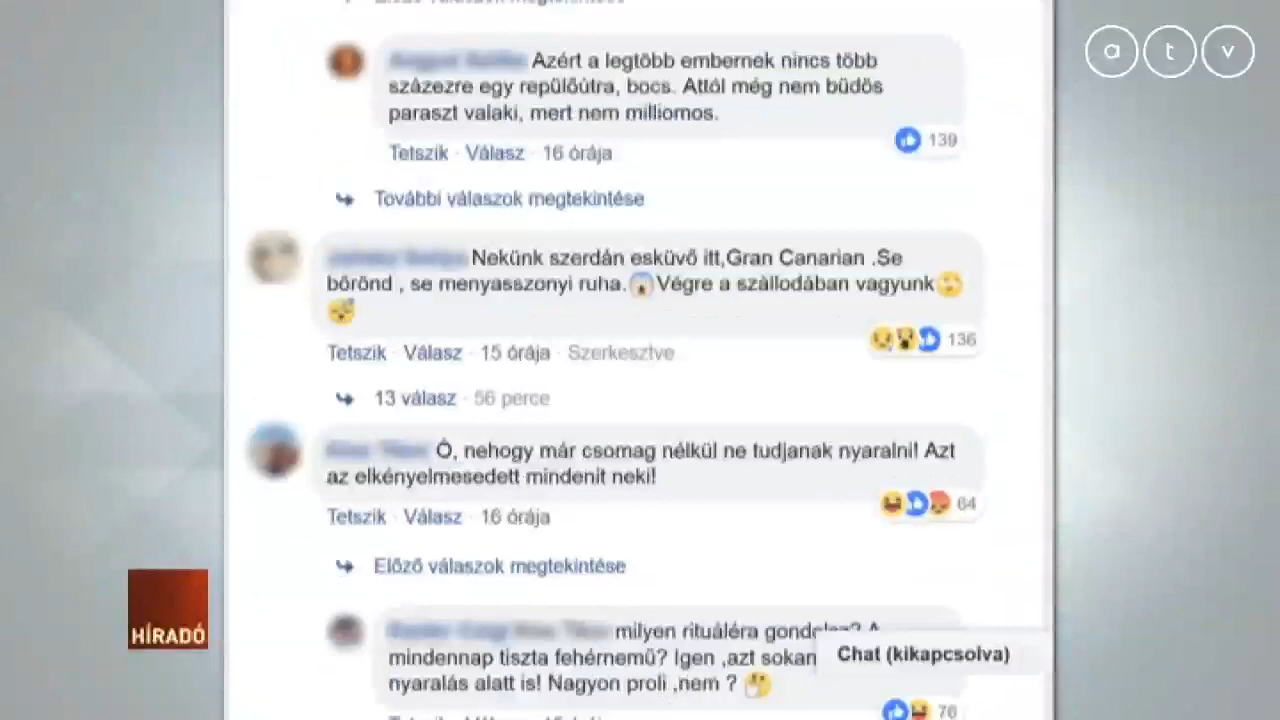 a t v
Azért a legtöbb embernek nincs több
százezre egy repülőútra, bocs. Attól még nem büdös
paraszt valaki, mert nem milliomos.
139
Tetszik · Válasz · 16 órája
További válaszok megtekintése
Nekünk szerdán esküvő itt,Gran Canarian .Se
bőrönd , se menyasszonyi ruha.😱Végre a szàllodában vagyunk🙄
😴
136
Tetszik · Válasz · 15 órája · Szerkesztve
13 válasz · 56 perce
Ó, nehogy már csomag nélkül ne tudjanak nyaralni! Azt
az elkényelmesedett mindenit neki!
64
Tetszik · Válasz · 16 órája
Előző válaszok megtekintése
HÍRADÓ
milyen rituáléra
mindennap tiszta fehérnemű? Igen ,azt sokan
Chat (kikapcsolva)
nyaralás alatt is! Nagyon proli ,nem ? 🤔
76